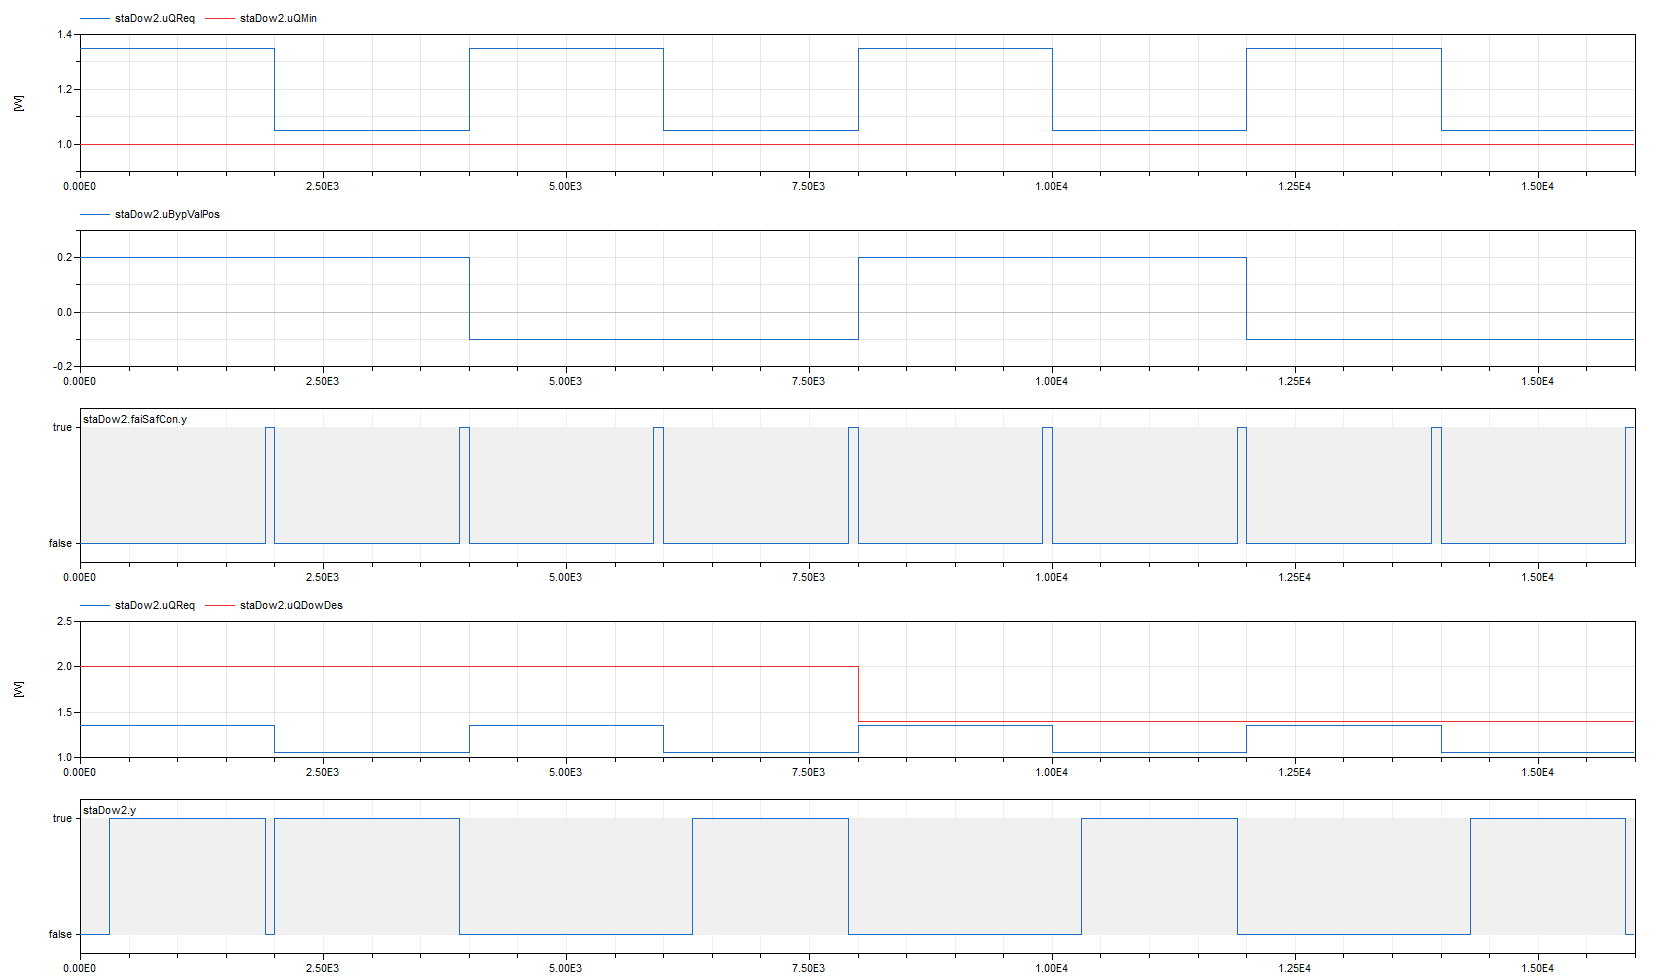 staDow2.uQReq staDow2.uQMin
1.4
1.2
1.0
[W]
0.00E0 2.50E3 5.00E3 7.50E3 1.00E4 1.25E4 1.50E4
staDow2.uBypValPos
0.2
0.0
-0.2
0.00E0 2.50E3 5.00E3 7.50E3 1.00E4 1.25E4 1.50E4
staDow2.faiSafCon.y
true
false
0.00E0 2.50E3 5.00E3 7.50E3 1.00E4 1.25E4 1.50E4
staDow2.uQReq staDow2.uQDowDes
2.5
2.0
1.5
1.0
[W]
0.00E0 2.50E3 5.00E3 7.50E3 1.00E4 1.25E4 1.50E4
staDow2.y
true
false
0.00E0 2.50E3 5.00E3 7.50E3 1.00E4 1.25E4 1.50E4